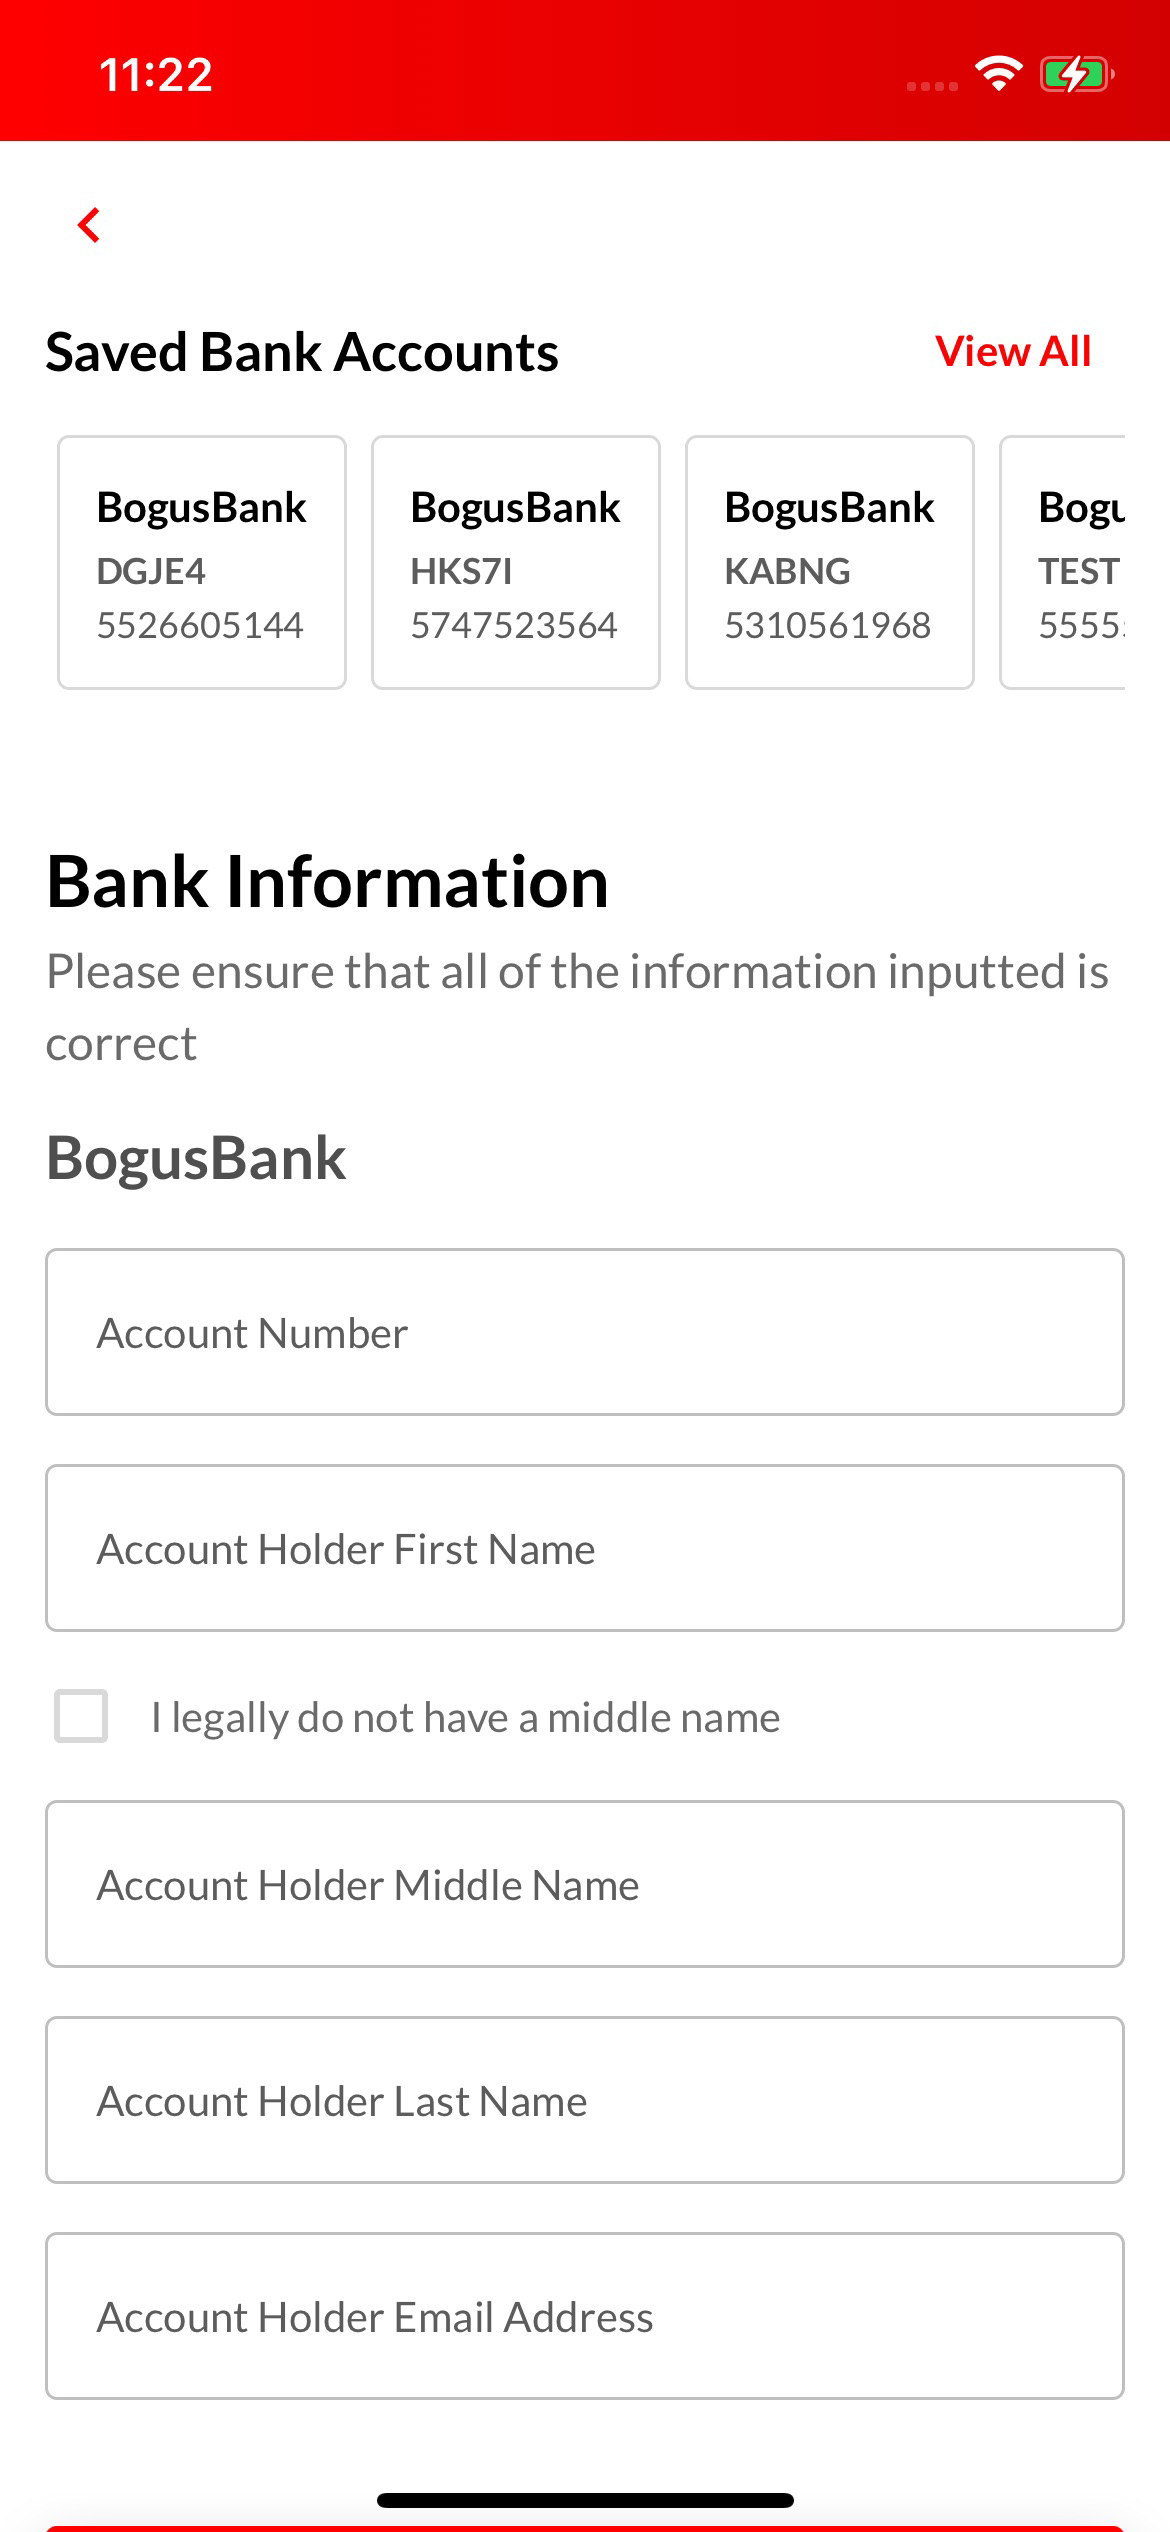 11:22
Saved Bank Accounts
View All
BogusBank
DGJE4
5526605144
BogusBank
HKS7I
5747523564
BogusBank
KABNG
5310561968
Bogu
TEST
5555
Bank Information
Please ensure that all of the information inputted is
correct
BogusBank
Account Number
Account Holder First Name
I legally do not have a middle name
Account Holder Middle Name
Account Holder Last Name
Account Holder Email Address